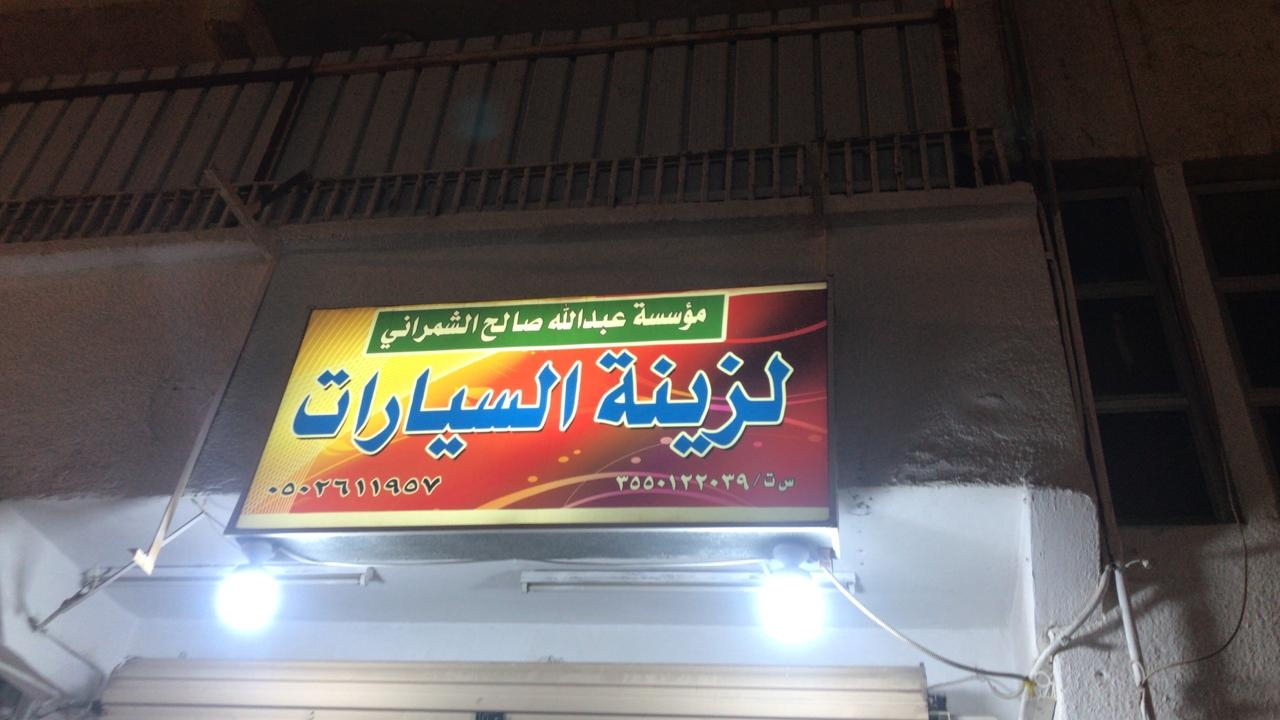 مؤسسة عبدالله صالح الشمراني
لزينة السيارات
س ت/ ٣٥٥٠١٢٢٠٣٩
٠٥٠٢٦١١٩٥٧